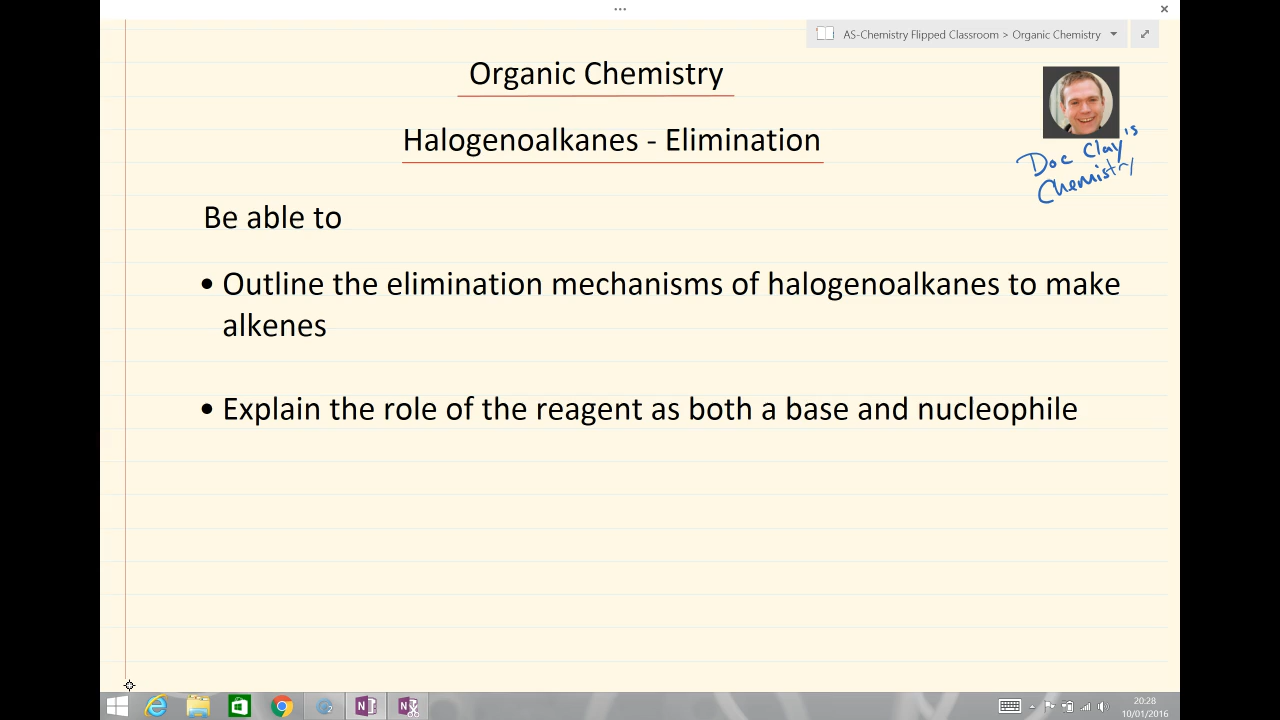 AS-Chemistry Flipped Classroom > Organic Chemistry
Organic Chemistry
Halogenoalkanes - Elimination
Doc Clay's
Chemistry
Be able to
• Outline the elimination mechanisms of halogenoalkanes to make
alkenes
• Explain the role of the reagent as both a base and nucleophile
20:28
10/01/2016